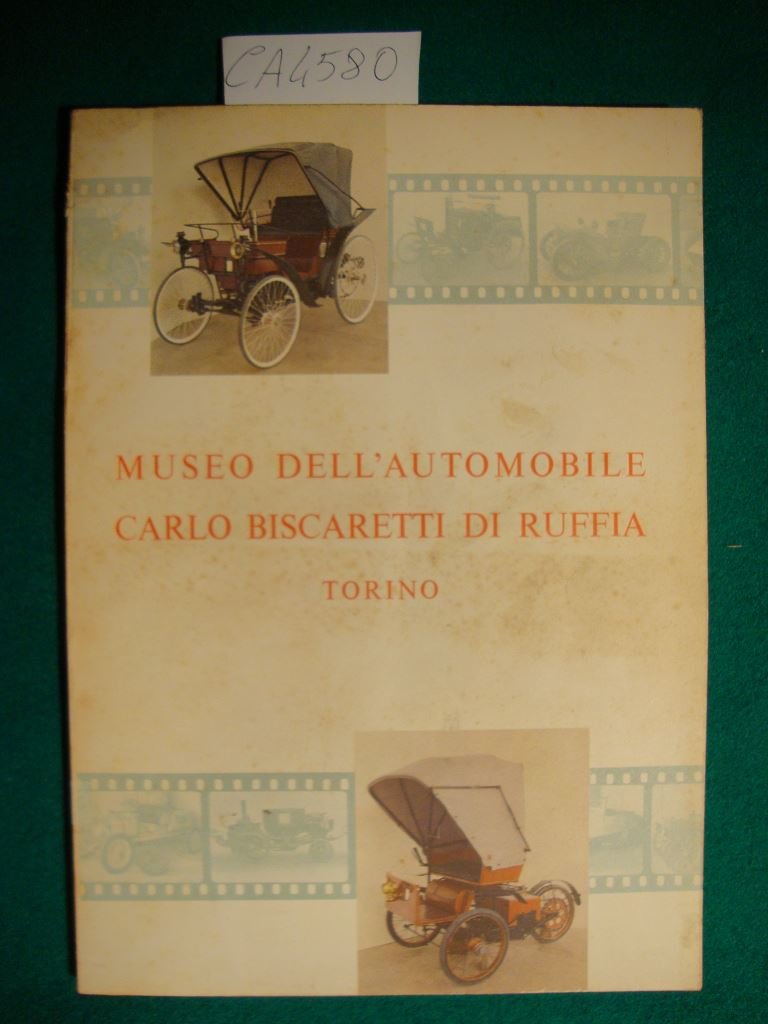 CA4580
MUSEO DELL'AUTOMOBILE
CARLO BISCARETTI DI RUFFIA
TORINO